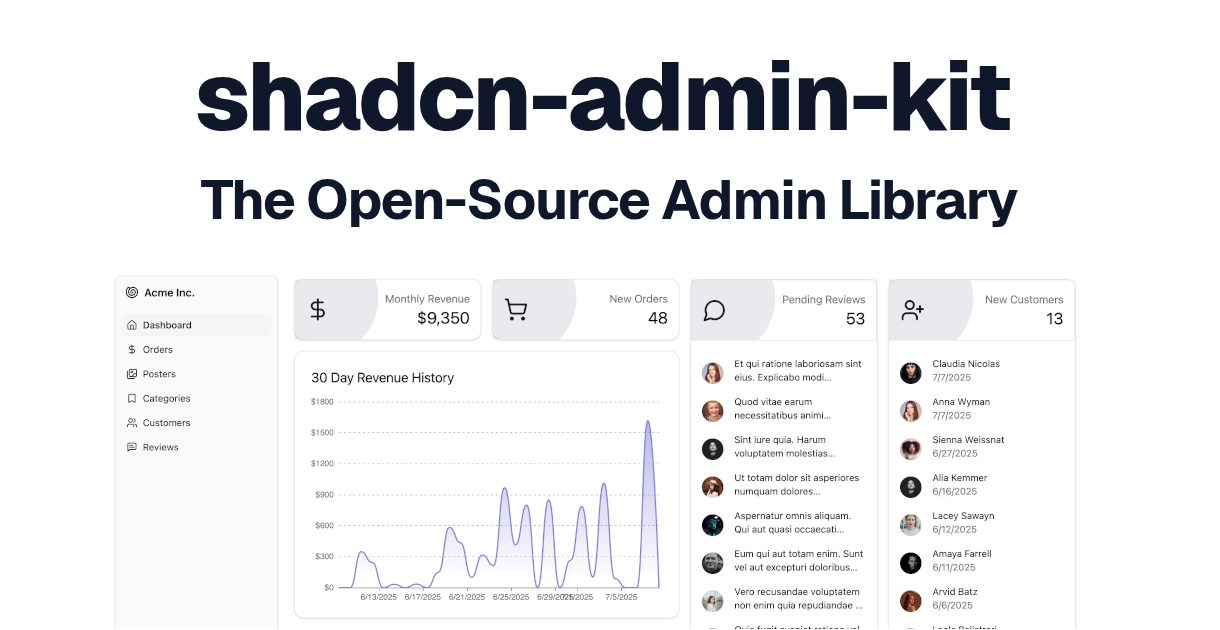 shadcn-admin-kit
The Open-Source Admin Library
Acme Inc.
Dashboard
Orders
Posters
Categories
Customers
Reviews
Monthly Revenue
$9,350
New Orders
48
30 Day Revenue History
$1800
$1500
$1200
$900
$600
$300
$0
6/13/2025 6/17/2025 6/21/2025 6/25/2025 6/29/2025 7/5/2025
Pending Reviews
53
Et qui ratione laboriosam sint
eius. Explicabo modi...
Quod vitae earum
necessitatibus animi...
Sint iure quia. Harum
voluptatem molestias...
Ut totam dolor sit asperiores
numquam dolores...
Aspernatur omnis aliquam.
Qui aut quasi occaecati...
Eum qui aut totam enim. Sunt
vel aut excepturi doloribus...
Vero recusandae voluptatem
non enim quia repudiandae ...
New Customers
13
Claudia Nicolas
7/7/2025
Anna Wyman
7/7/2025
Sienna Weissnat
6/27/2025
Alia Kemmer
6/16/2025
Lacey Sawayn
6/12/2025
Amaya Farrell
6/11/2025
Arvid Batz
6/6/2025